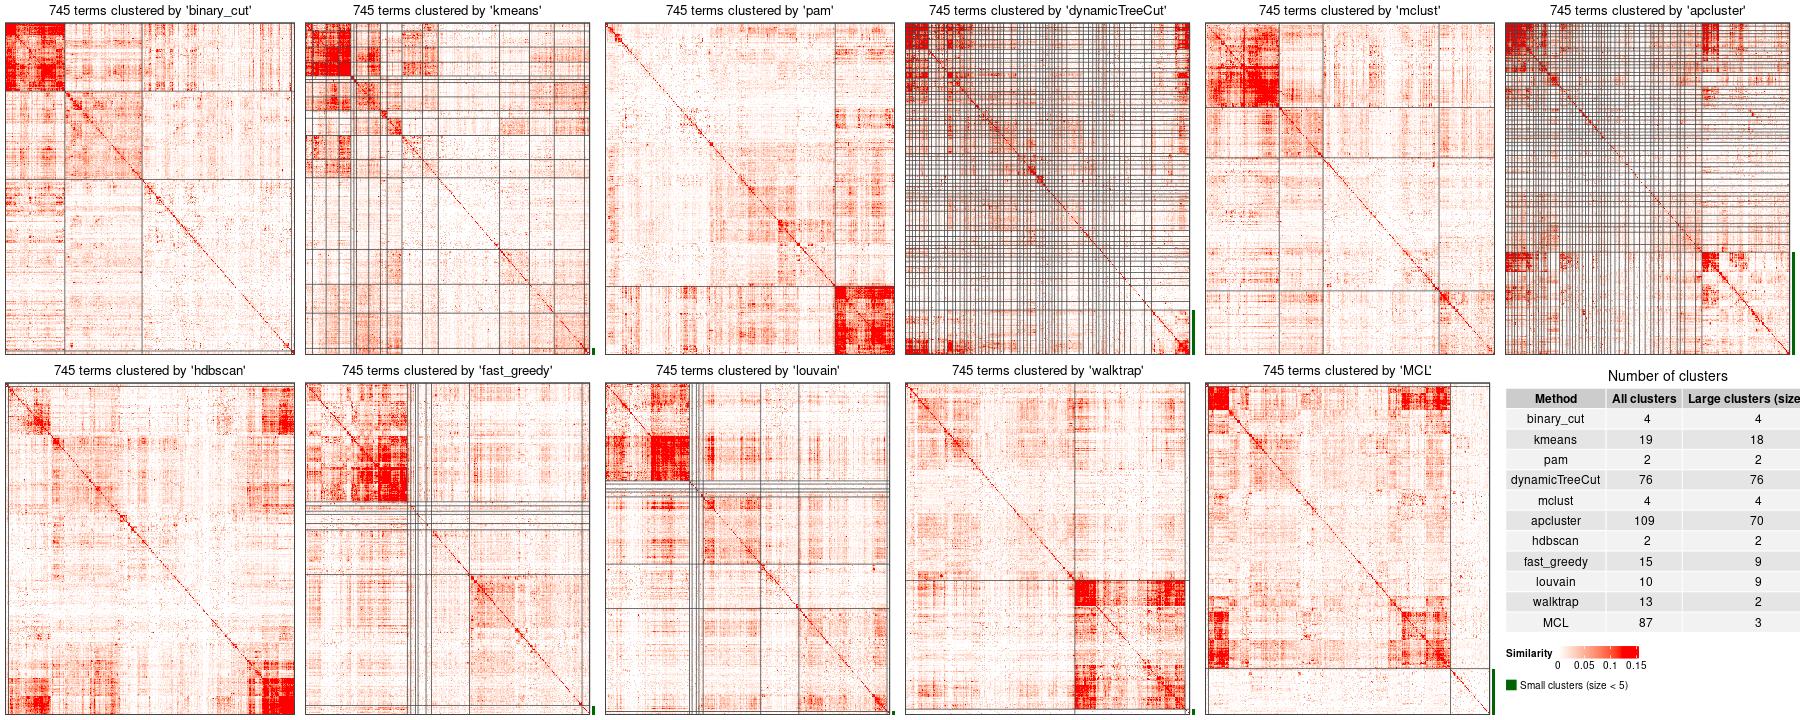 745 terms clustered by 'binary_cut'
745 terms clustered by 'kmeans'
745 terms clustered by 'pam'
745 terms clustered by 'dynamicTreeCut'
745 terms clustered by 'mclust'
745 terms clustered by 'apcluster'
745 terms clustered by 'hdbscan'
745 terms clustered by 'fast_greedy'
745 terms clustered by 'louvain'
745 terms clustered by 'walktrap'
745 terms clustered by 'MCL'
Number of clusters
Method All clusters Large clusters (size
binary_cut 4 4
kmeans 19 18
pam 2 2
dynamicTreeCut 76 76
mclust 4 4
apcluster 109 70
hdbscan 2 2
fast_greedy 15 9
louvain 10 9
walktrap 13 2
MCL 87 3
Similarity
0 0.05 0.1 0.15
Small clusters (size < 5)